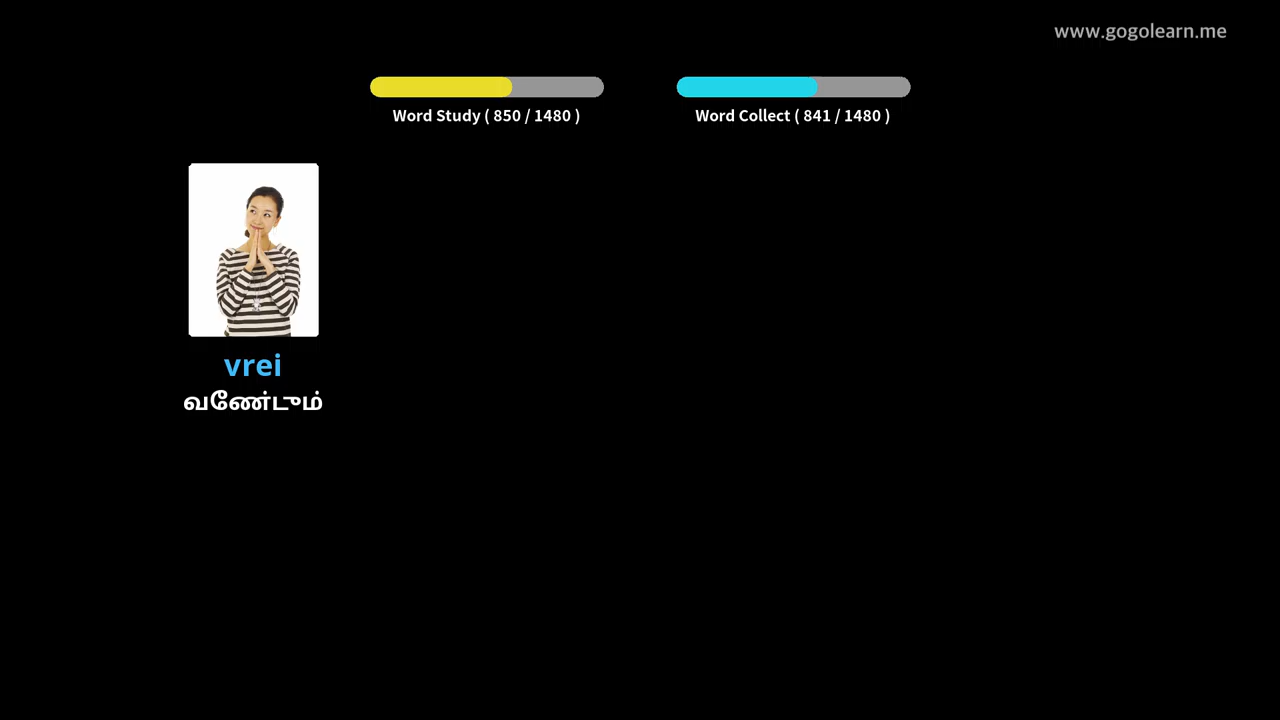 www.gogolearn.me
Word Study ( 850 / 1480 )
Word Collect ( 841 / 1480 )
vrei
வேண்டும்